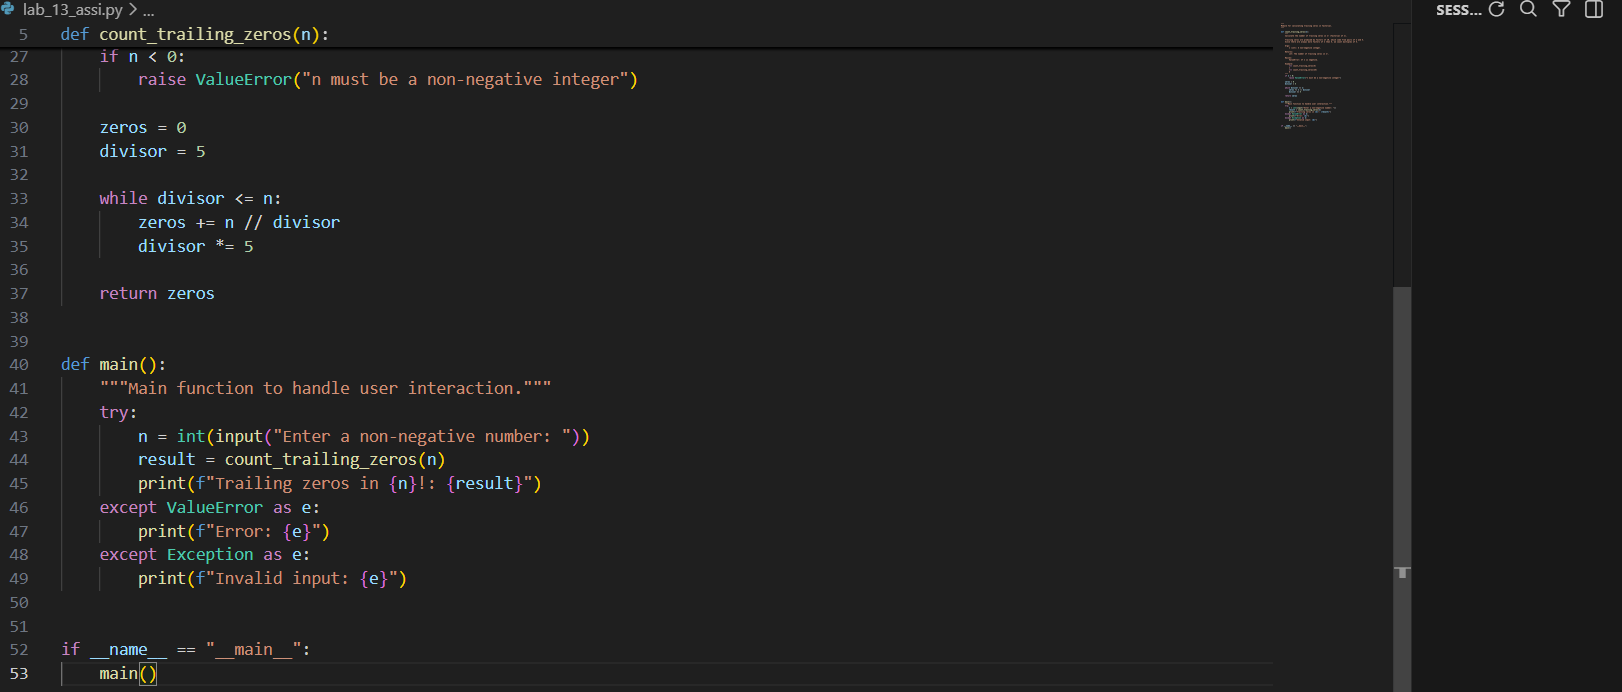 lab_13_assi.py > ...
SESS...
5 def count_trailing_zeros(n):
27 if n < 0:
28 raise ValueError("n must be a non-negative integer")
29
30 zeros = 0
31 divisor = 5
32
33 while divisor <= n:
34 zeros += n // divisor
35 divisor *= 5
36
37 return zeros
38
39
40 def main():
41 """Main function to handle user interaction."""
42 try:
43 n = int(input("Enter a non-negative number: "))
44 result = count_trailing_zeros(n)
45 print(f"Trailing zeros in {n}!: {result}")
46 except ValueError as e:
47 print(f"Error: {e}")
48 except Exception as e:
49 print(f"Invalid input: {e}")
50
51
52 if __name__ == "__main__":
53 main()